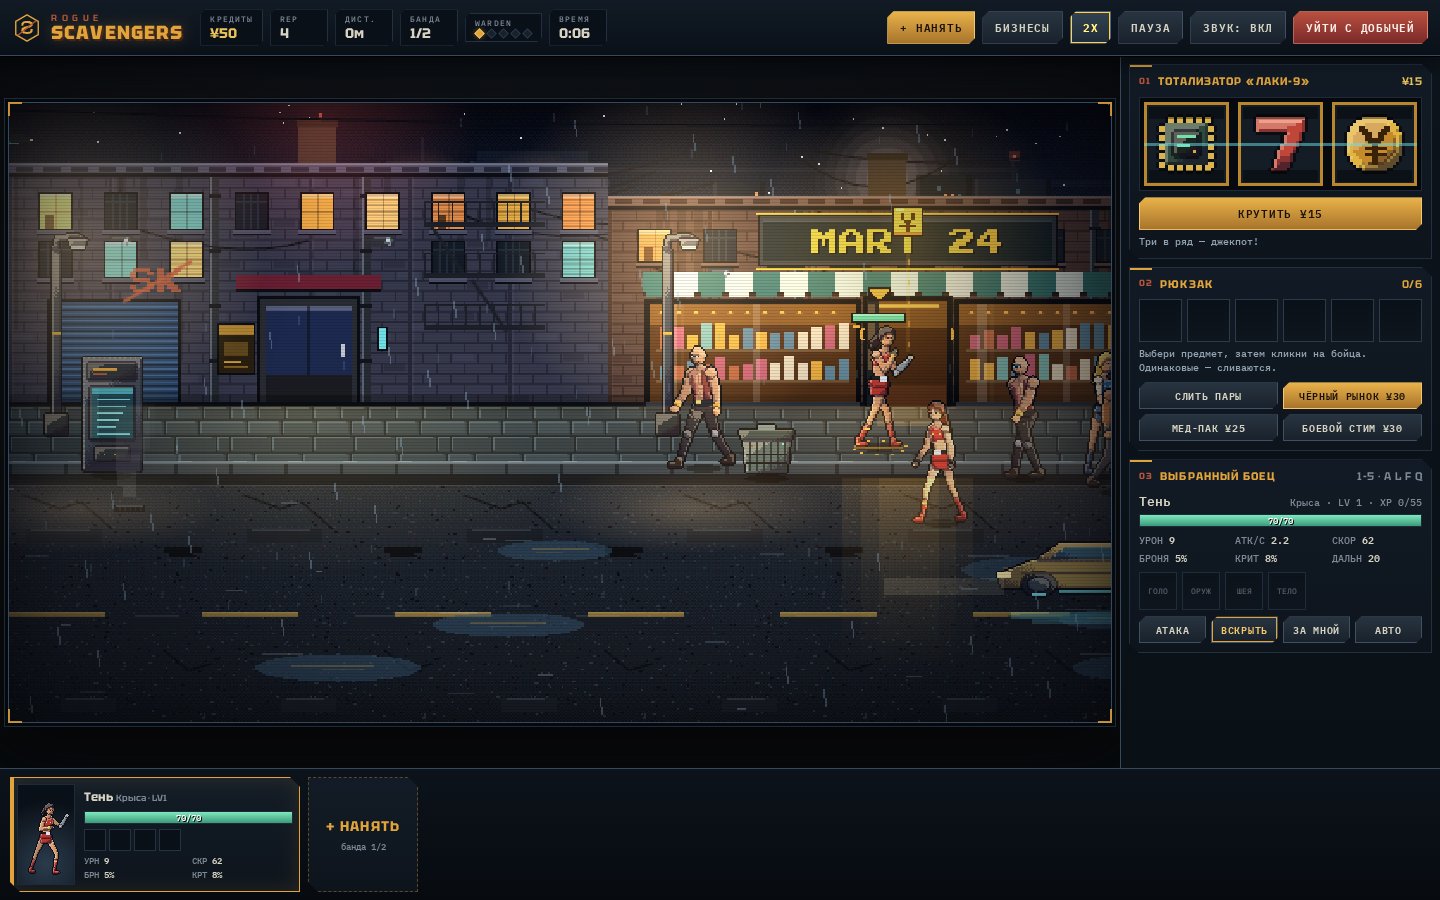 ROGUE
SCAVENGERS
КРЕДИТЫ
¥50
REP
4
ДИСТ.
0м
БАНДА
1/2
WARDEN
ВРЕМЯ
0:06
+ НАНЯТЬ
БИЗНЕСЫ
2X
ПАУЗА
ЗВУК: ВКЛ
УЙТИ С ДОБЫЧЕЙ
SK
MART 24
¥
01 ТОТАЛИЗАТОР «ЛАКИ-9» ¥15
7
¥
КРУТИТЬ ¥15
Три в ряд — джекпот!
02 РЮКЗАК 0/6
Выбери предмет, затем кликни на бойца.
Одинаковые — сливаются.
СЛИТЬ ПАРЫ
ЧЁРНЫЙ РЫНОК ¥30
МЕД-ПАК ¥25
БОЕВОЙ СТИМ ¥30
03 ВЫБРАННЫЙ БОЕЦ 1-5 · A L F Q
Тень Крыса · LV 1 · XP 0/55
70/70
УРОН 9 АТК/С 2.2 СКОР 62
БРОНЯ 5% КРИТ 8% ДАЛЬН 20
ГОЛО ОРУЖ ШЕЯ ТЕЛО
АТАКА ВСКРЫТЬ ЗА МНОЙ АВТО
Тень Крыса · LV1
70/70
УРН 9 СКР 62
БРН 5% КРТ 8%
+ НАНЯТЬ
банда 1/2